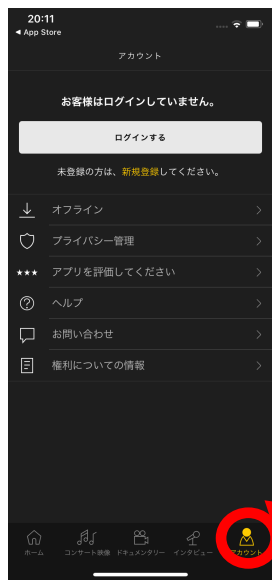 20:11
◀ App Store
アカウント
お客様はログインしていません。
ログインする
未登録の方は、新規登録してください。
オフライン
プライバシー管理
アプリを評価してください
ヘルプ
お問い合わせ
権利についての情報
ホーム コンサート映像 ドキュメンタリー インタビュー アカウント